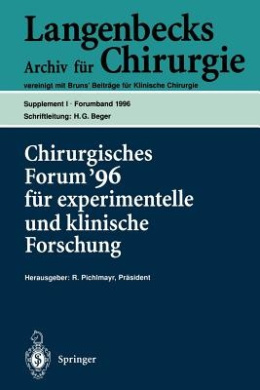 Langenbecks
Archiv für Chirurgie
vereinigt mit Bruns' Beiträge für Klinische Chirurgie
Supplement I · Forumband 1996
Schriftleitung: H.G. Beger
Chirurgisches
Forum '96
für experimentelle
und klinische
Forschung
Herausgeber: R. Pichlmayr, Präsident
Springer